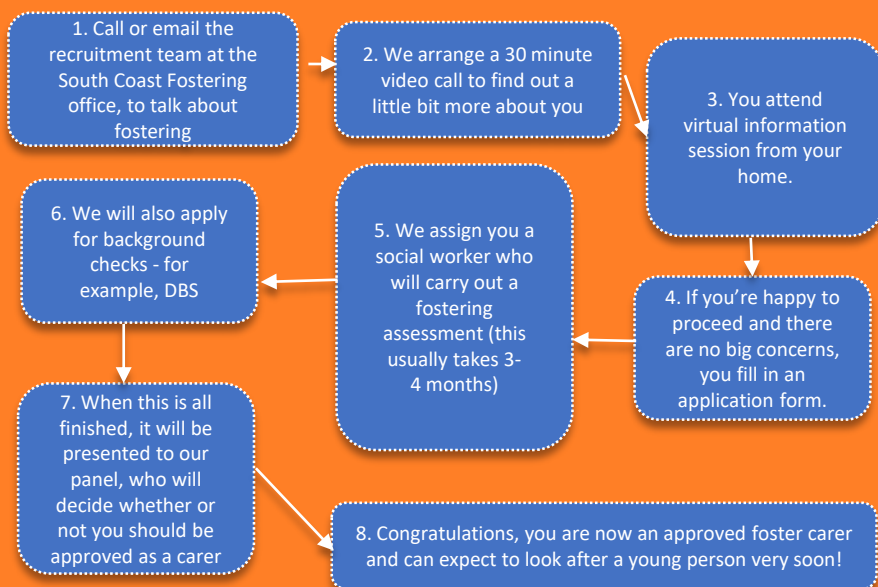 1. Call or email the
recruitment team at the
South Coast Fostering
office, to talk about
fostering
2. We arrange a 30 minute
video call to find out a
little bit more about you
3. You attend
virtual information
session from your
home.
4. If you’re happy to
proceed and there
are no big concerns,
you fill in an
application form.
5. We assign you a
social worker who
will carry out a
fostering
assessment (this
usually takes 3-
4 months)
6. We will also apply
for background
checks - for
example, DBS
7. When this is all
finished, it will be
presented to our
panel, who will
decide whether or
not you should be
approved as a carer
8. Congratulations, you are now an approved foster carer
and can expect to look after a young person very soon!